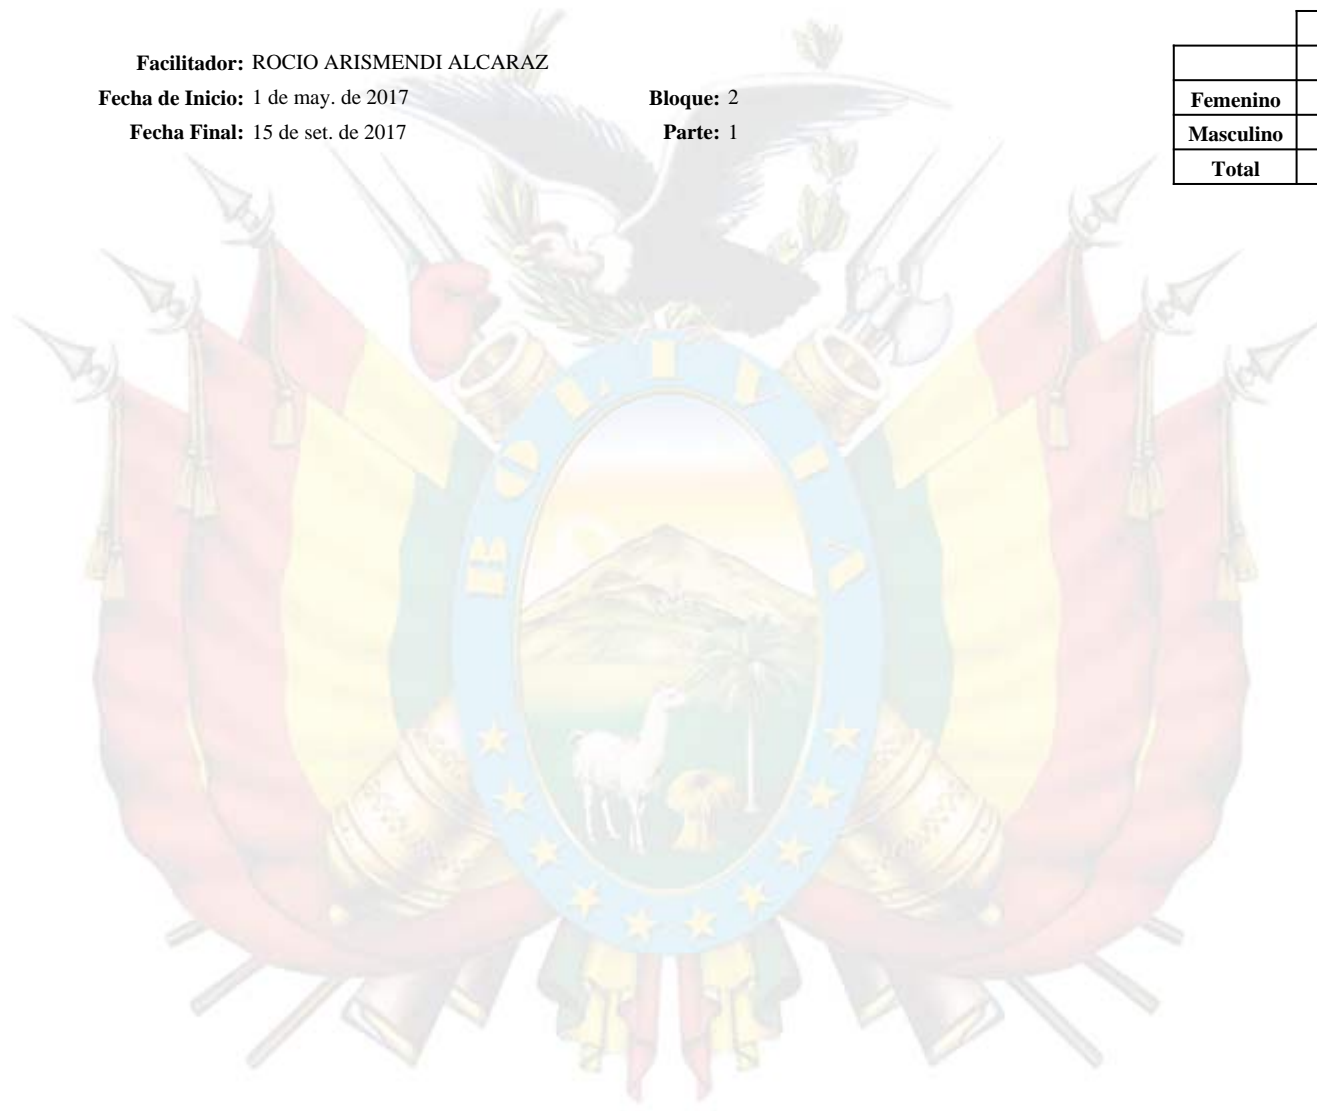 Facilitador: ROCIO ARISMENDI ALCARAZ
Fecha de Inicio: 1 de may. de 2017 Bloque: 2
Fecha Final: 15 de set. de 2017 Parte: 1
Femenino
Masculino
Total
BOLIVIA